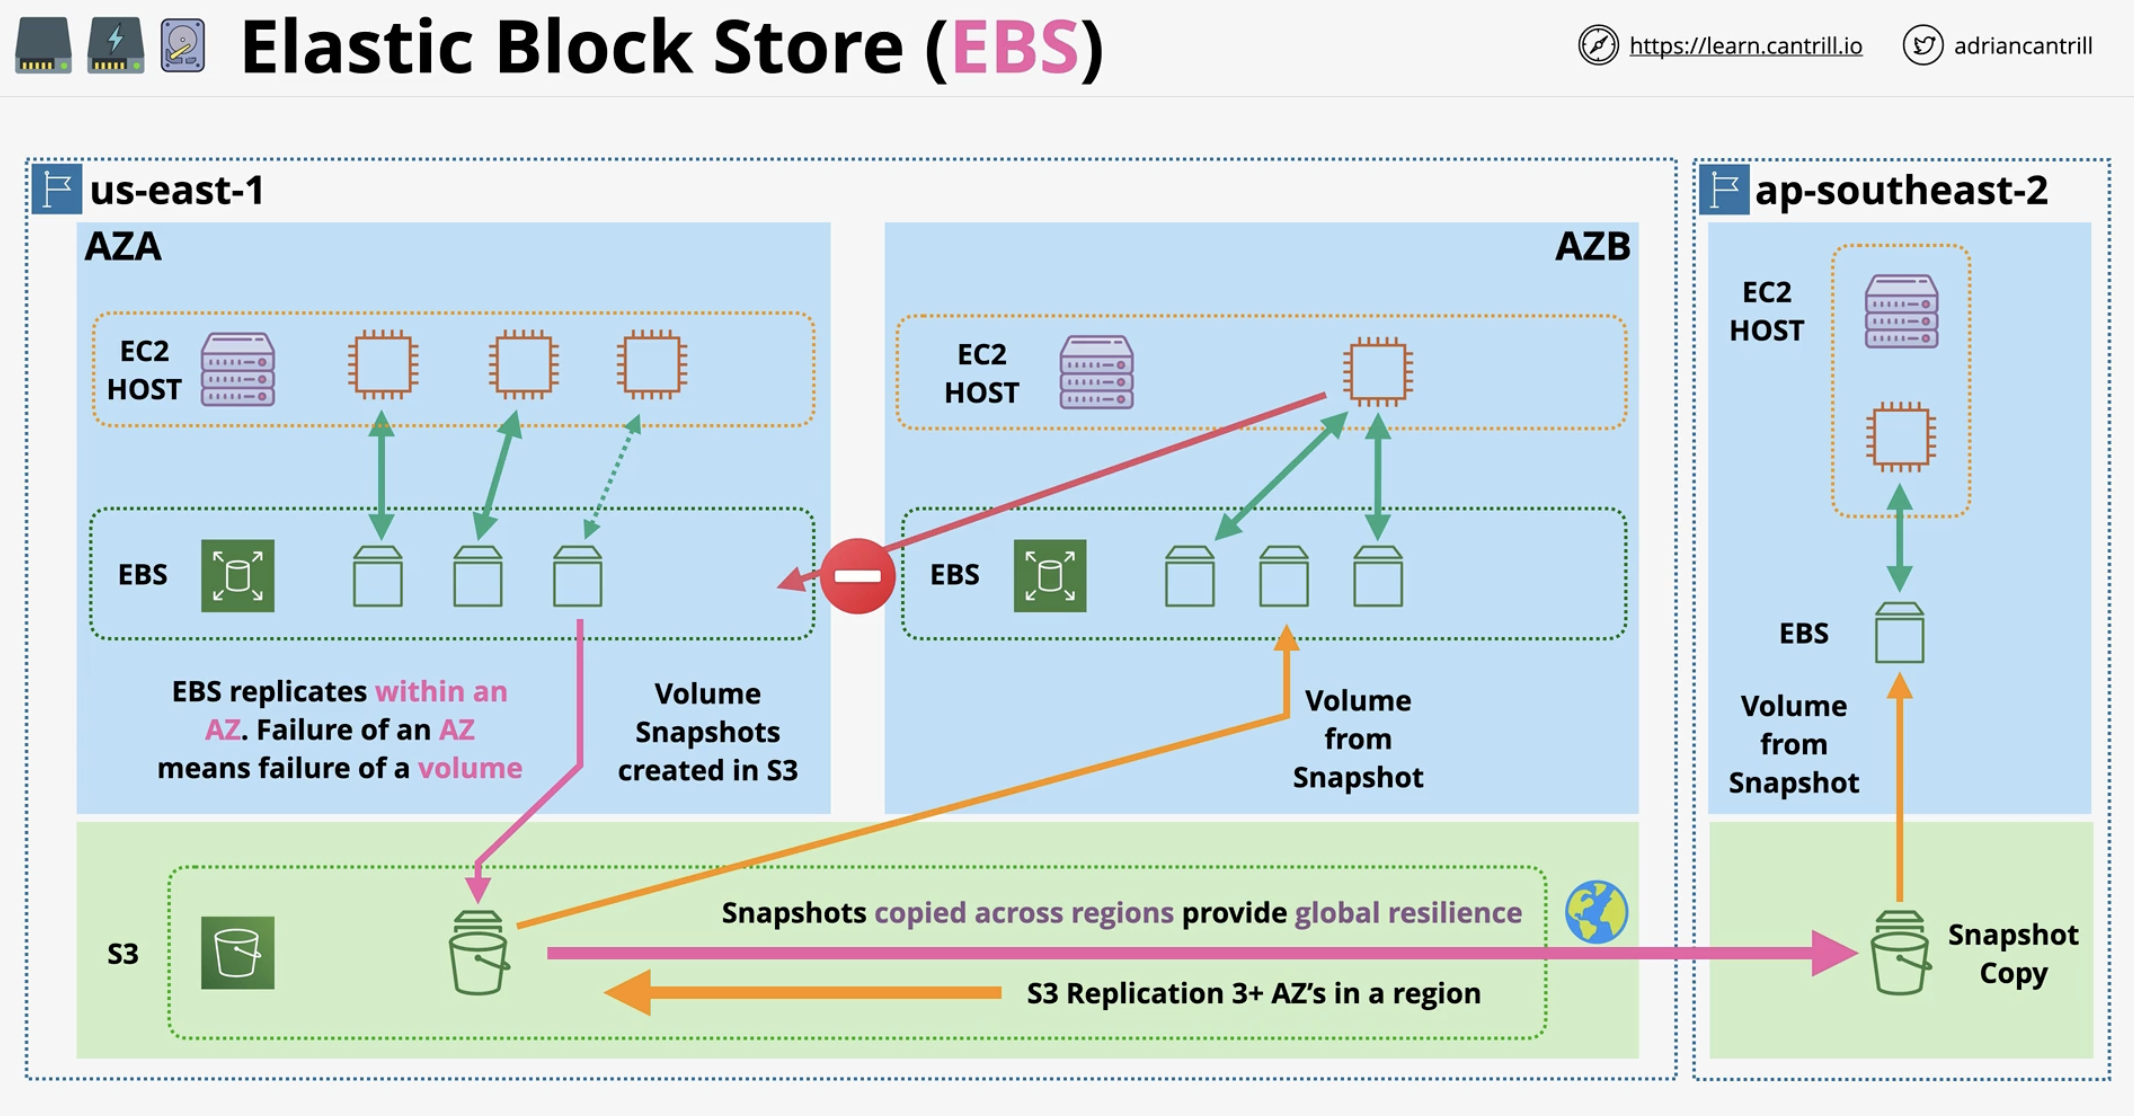 Elastic Block Store (EBS)
https://learn.cantrill.io
adriancantrill
us-east-1
AZA
EC2
HOST
EBS
EBS replicates within an
AZ. Failure of an AZ
means failure of a volume
Volume
Snapshots
created in S3
AZB
EC2
HOST
EBS
Volume
from
Snapshot
S3
Snapshots copied across regions provide global resilience
S3 Replication 3+ AZ’s in a region
ap-southeast-2
EC2
HOST
EBS
Volume
from
Snapshot
Snapshot
Copy